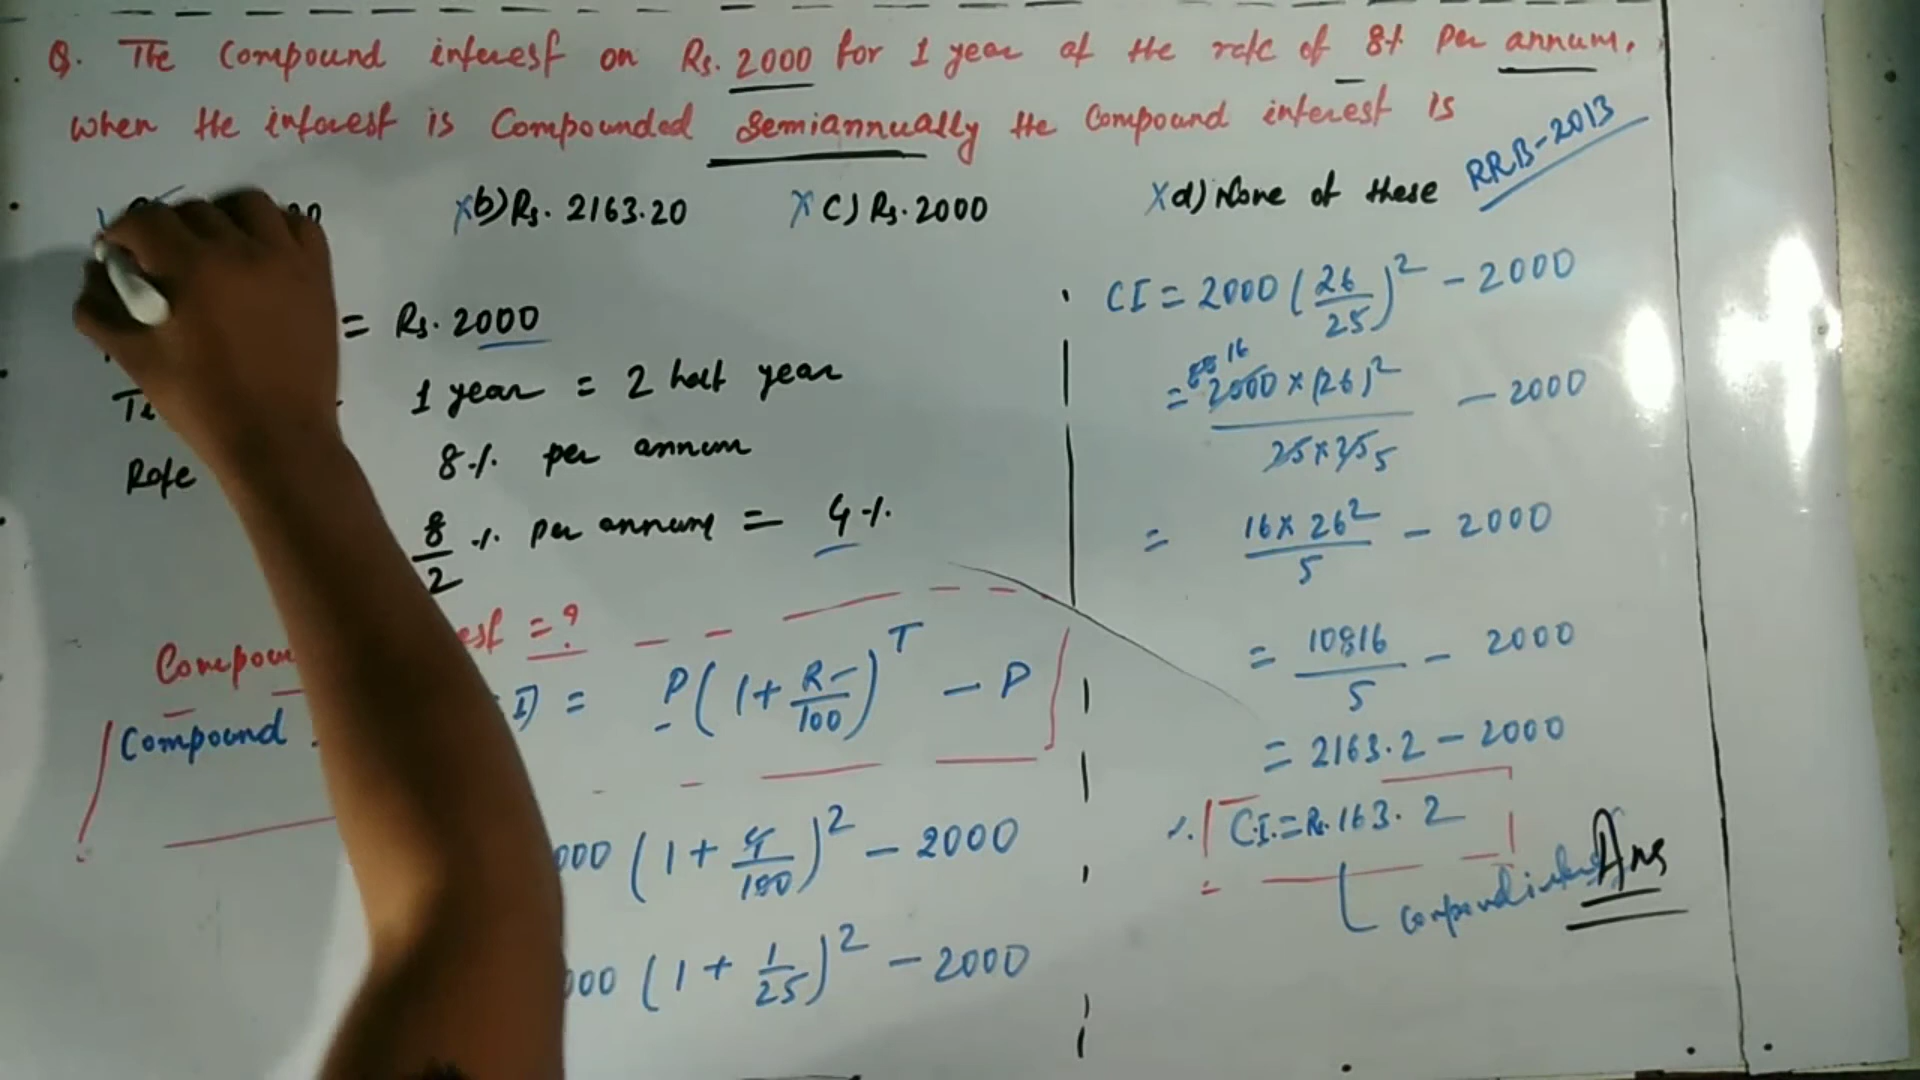 Q. The Compound interest on Rs. 2000 for 1 year at the rate of 8% per annum.
when the interest is Compounded Semiannually the Compound interest is
RRB-2013
b) Rs. 2163.20 c) Rs. 2000 d) None of these
= Rs. 2000
1 year = 2 half year
Rate 8% per annum
8/2 % per annum = 4%
= ?
Compound = P(1+R/100)^T - P
(1+4/100)^2 - 2000
(1+1/25)^2 - 2000
CI = 2000 (26/25)^2 - 2000
= 2000×(26)^2 / 25×25 5 - 2000
= 16×26^2/5 - 2000
= 10816/5 - 2000
= 2163.2 - 2000
C.I. = Rs. 163.2
Ans